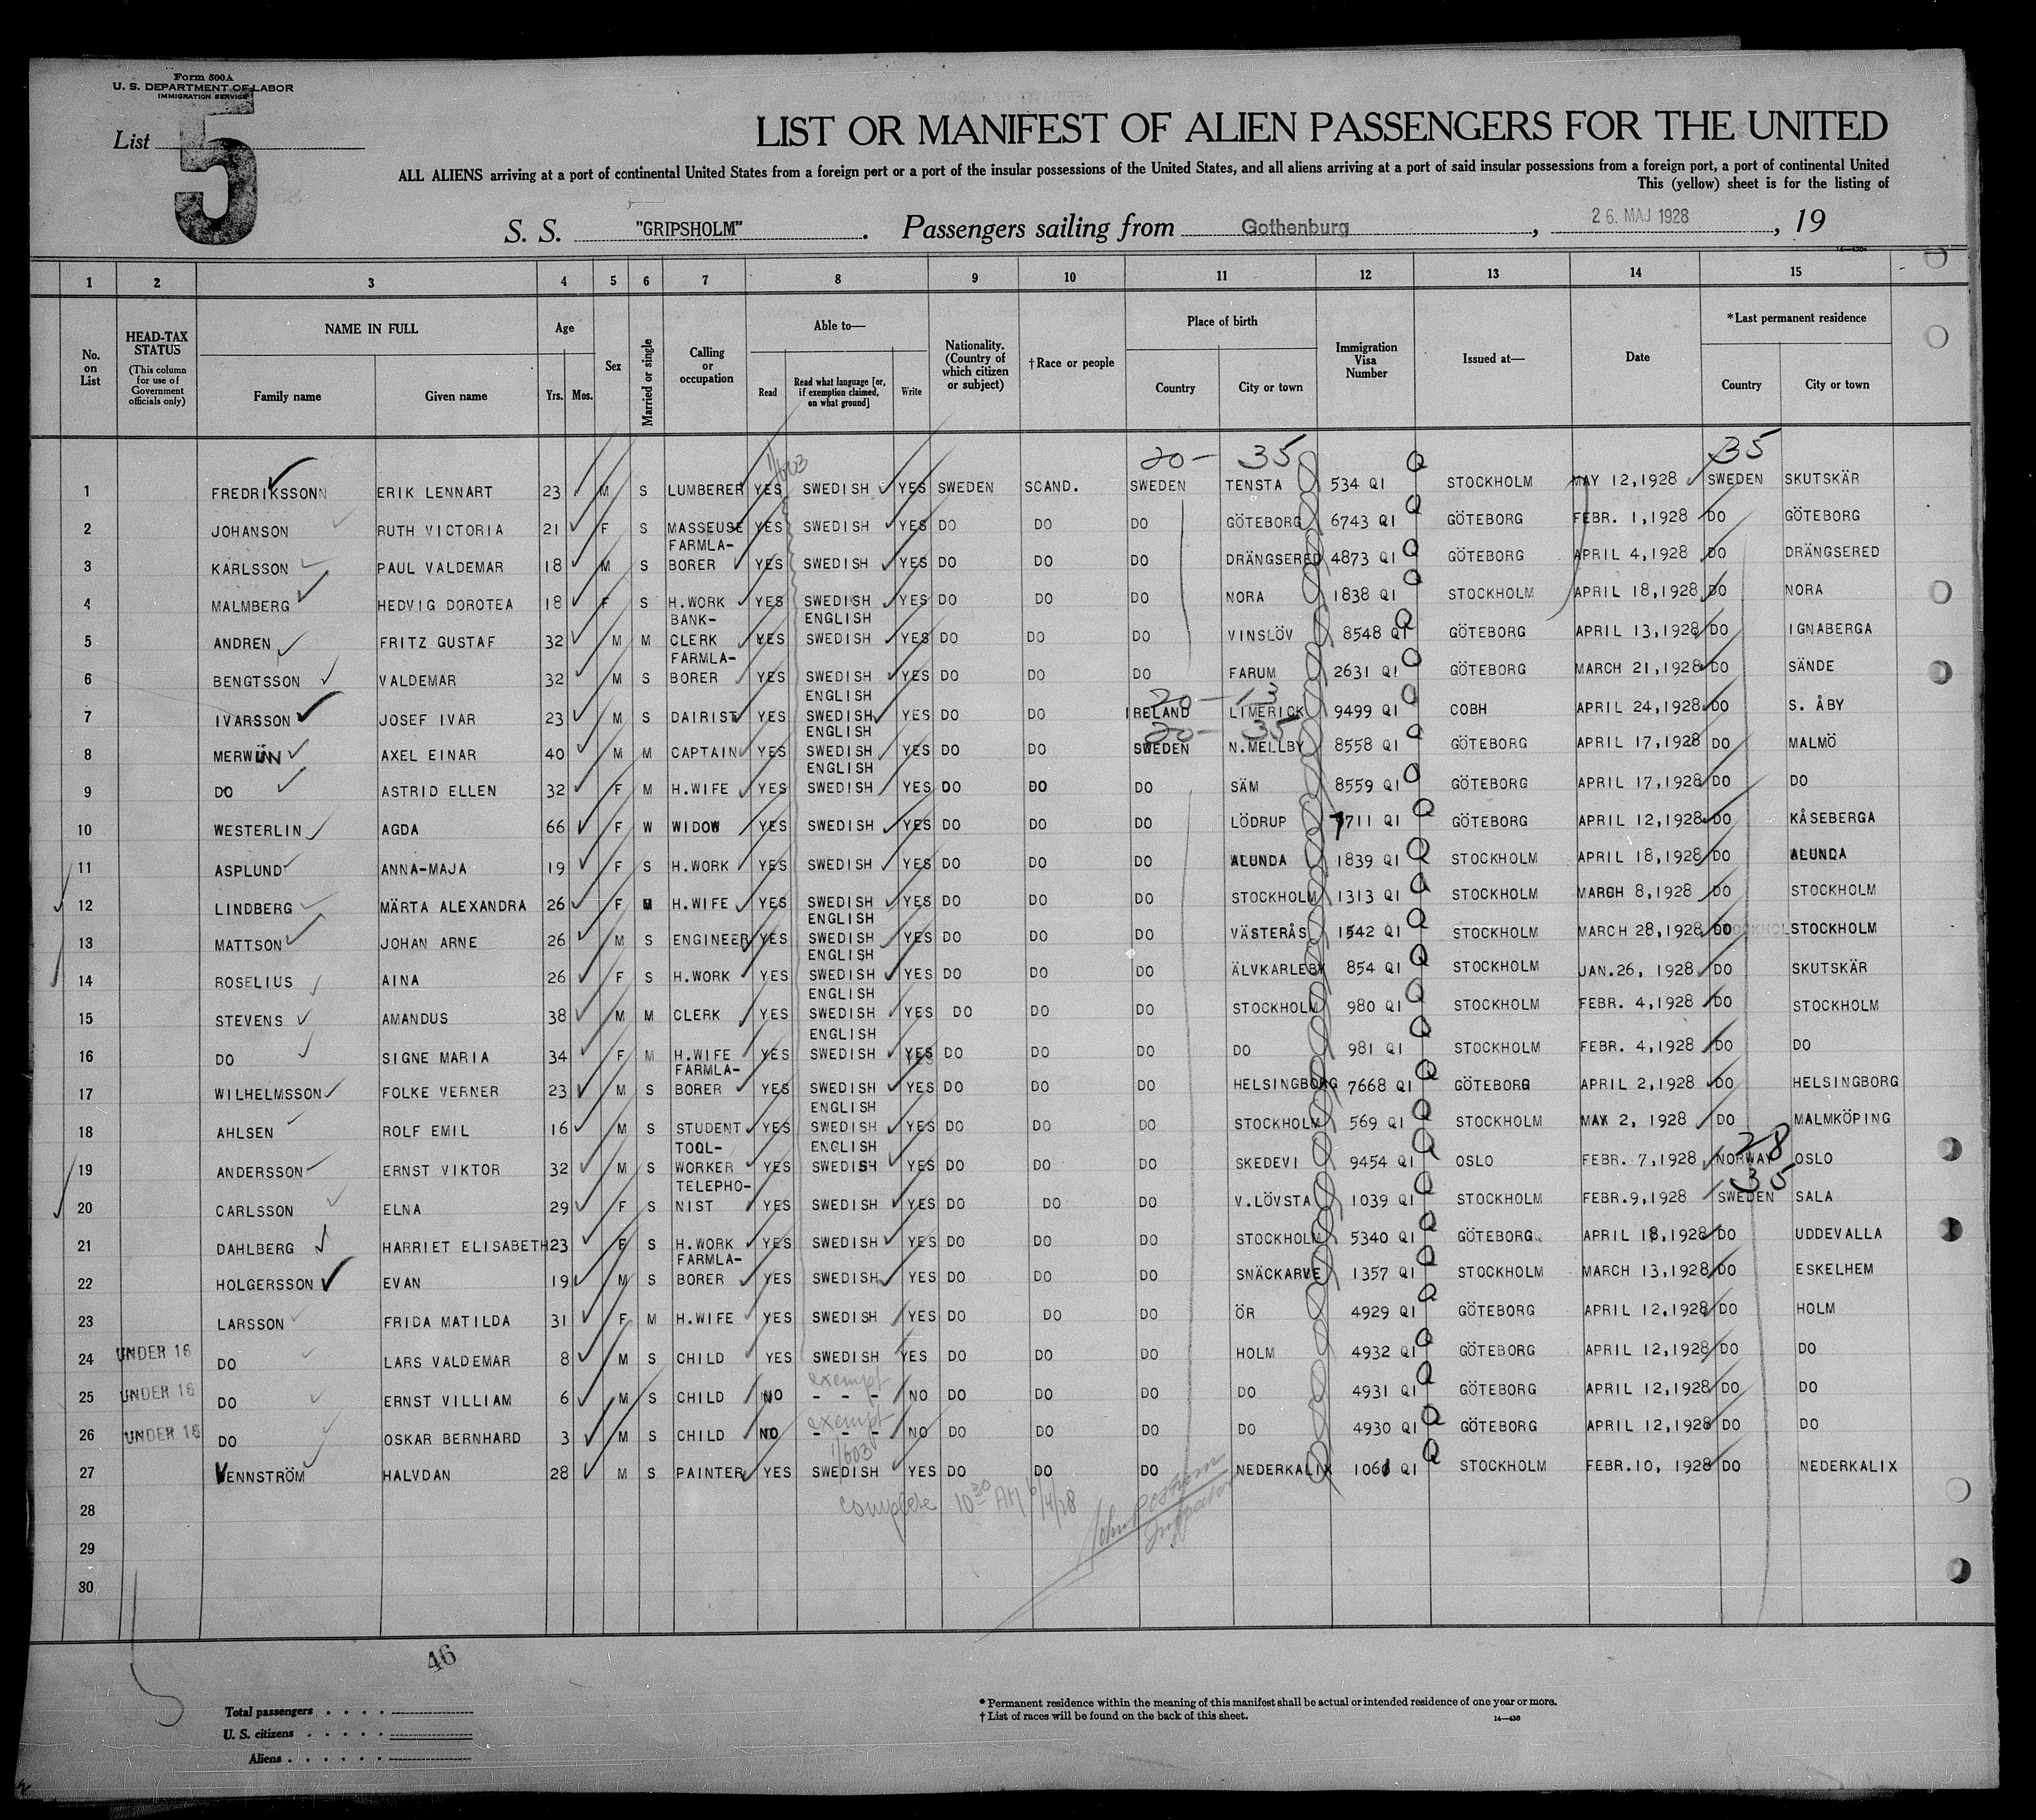 Form 500A
U. S. DEPARTMENT OF LABOR
IMMIGRATION SERVICE
List 5
LIST OR MANIFEST OF ALIEN PASSENGERS FOR THE UNITED
ALL ALIENS arriving at a port of continental United States from a foreign port or a port of the insular possessions of the United States, and all aliens arriving at a port of said insular possessions from a foreign port, a port of continental United
This (yellow) sheet is for the listing of
S. S. "GRIPSHOLM". Passengers sailing from Gothenburg, 26. MAJ 1928, 19
14—430
1 2 3 4 5 6 7 8 9 10 11 12 13 14 15
No. on List
HEAD-TAX STATUS (This column for use of Government officials only)
NAME IN FULL
Family name Given name
Age
Yrs. Mos.
Sex
Married or single
Calling or occupation
Able to—
Read Read what language [or, if exemption claimed, on what ground] Write
Nationality. (Country of which citizen or subject)
†Race or people
Place of birth
Country City or town
Immigration Visa Number
Issued at—
Date
*Last permanent residence
Country City or town
20— 35 35
1 FREDRIKSSON ERIK LENNART 23 M S LUMBERER YES SWEDISH YES SWEDEN SCAND. SWEDEN TENSTA 534 QI STOCKHOLM MAY 12,1928 SWEDEN SKUTSKÄR
2 JOHANSON RUTH VICTORIA 21 F S MASSEUSE YES SWEDISH YES DO DO DO GÖTEBORG 6743 QI GÖTEBORG FEBR. 1,1928 DO GÖTEBORG
3 KARLSSON PAUL VALDEMAR 18 M S FARMLA-BORER YES SWEDISH YES DO DO DO DRÄNGSERED 4873 QI GÖTEBORG APRIL 4,1928 DO DRÄNGSERED
4 MALMBERG HEDVIG DOROTEA 18 F S H.WORK YES SWEDISH YES DO DO DO NORA 1838 QI STOCKHOLM APRIL 18,1928 DO NORA
5 ANDREN FRITZ GUSTAF 32 M M BANK-CLERK YES ENGLISH SWEDISH YES DO DO DO VINSLÖV 8548 QI GÖTEBORG APRIL 13,1928 DO IGNABERGA
6 BENGTSSON VALDEMAR 32 M S FARMLA-BORER YES SWEDISH YES DO DO DO FARUM 2631 QI GÖTEBORG MARCH 21,1928 DO SÄNDE
20— 13
7 IVARSSON JOSEF IVAR 23 M S DAIRIST YES ENGLISH SWEDISH YES DO DO IRELAND LIMERICK 9499 QI COBH APRIL 24,1928 DO S. ÅBY
20— 35
8 MERWÜN AXEL EINAR 40 M M CAPTAIN YES ENGLISH SWEDISH YES DO DO SWEDEN N.MELLBY 8558 QI GÖTEBORG APRIL 17,1928 DO MALMÖ
9 DO ASTRID ELLEN 32 F M H.WIFE YES ENGLISH SWEDISH YES DO DO DO SÄM 8559 QI GÖTEBORG APRIL 17,1928 DO DO
10 WESTERLIN AGDA 66 F W WIDOW YES SWEDISH YES DO DO DO LÖDRUP 7711 QI GÖTEBORG APRIL 12,1928 DO KÅSEBERGA
11 ASPLUND ANNA-MAJA 19 F S H.WORK YES SWEDISH YES DO DO DO ALUNDA 1839 QI STOCKHOLM APRIL 18,1928 DO ALUNDA
12 LINDBERG MÄRTA ALEXANDRA 26 F M H.WIFE YES SWEDISH YES DO DO DO STOCKHOLM 1313 QI STOCKHOLM MARCH 8,1928 DO STOCKHOLM
13 MATTSON JOHAN ARNE 26 M S ENGINEER YES ENGLISH SWEDISH YES DO DO DO VÄSTERÅS 1542 QI STOCKHOLM MARCH 28,1928 DO STOCKHOLM
14 ROSELIUS AINA 26 F S H.WORK YES ENGLISH SWEDISH YES DO DO DO ÄLVKARLEBY 854 QI STOCKHOLM JAN.26, 1928 DO SKUTSKÄR
15 STEVENS AMANDUS 38 M M CLERK YES ENGLISH SWEDISH YES DO DO DO STOCKHOLM 980 QI STOCKHOLM FEBR. 4,1928 DO STOCKHOLM
16 DO SIGNE MARIA 34 F M H.WIFE YES ENGLISH SWEDISH YES DO DO DO DO 981 QI STOCKHOLM FEBR. 4,1928 DO DO
17 WILHELMSSON FOLKE VERNER 23 M S FARMLA-BORER YES SWEDISH YES DO DO DO HELSINGBORG 7668 QI GÖTEBORG APRIL 2,1928 DO HELSINGBORG
18 AHLSEN ROLF EMIL 16 M S STUDENT YES ENGLISH SWEDISH YES DO DO DO STOCKHOLM 569 QI STOCKHOLM MAY 2, 1928 DO MALMKÖPING
28
19 ANDERSSON ERNST VIKTOR 32 M S TOOL-WORKER YES ENGLISH SWEDISH YES DO DO DO SKEDEVI 9454 QI OSLO FEBR. 7,1928 NORWAY OSLO
35
20 CARLSSON ELNA 29 F S TELEPHO-NIST YES SWEDISH YES DO DO DO V.LÖVSTA 1039 QI STOCKHOLM FEBR.9,1928 SWEDEN SALA
21 DAHLBERG HARRIET ELISABETH 23 F S H.WORK YES SWEDISH YES DO DO DO STOCKHOLM 5340 QI GÖTEBORG APRIL 18,1928 DO UDDEVALLA
22 HOLGERSSON EVAN 19 M S FARMLA-BORER YES SWEDISH YES DO DO DO SNÄCKARVE 1357 QI STOCKHOLM MARCH 13,1928 DO ESKELHEM
23 LARSSON FRIDA MATILDA 31 F M H.WIFE YES SWEDISH YES DO DO DO ÖR 4929 QI GÖTEBORG APRIL 12,1928 DO HOLM
24 UNDER 16 DO LARS VALDEMAR 8 M S CHILD YES SWEDISH YES DO DO DO HOLM 4932 QI GÖTEBORG APRIL 12,1928 DO DO
25 UNDER 16 DO ERNST VILLIAM 6 M S CHILD NO exempt - - - NO DO DO DO DO 4931 QI GÖTEBORG APRIL 12,1928 DO DO
26 UNDER 16 DO OSKAR BERNHARD 3 M S CHILD NO exempt - - - NO DO DO DO DO 4930 QI GÖTEBORG APRIL 12,1928 DO DO
27 VENNSTRÖM HALVDAN 28 M S PAINTER YES SWEDISH YES DO DO DO NEDERKALIX 1061 QI STOCKHOLM FEBR.10, 1928 DO NEDERKALIX
28 complete 10 30 AM 6/4/28
Inspector
29
30
46
Total passengers
U. S. citizens
Aliens
* Permanent residence within the meaning of this manifest shall be actual or intended residence of one year or more.
† List of races will be found on the back of this sheet.
14—430